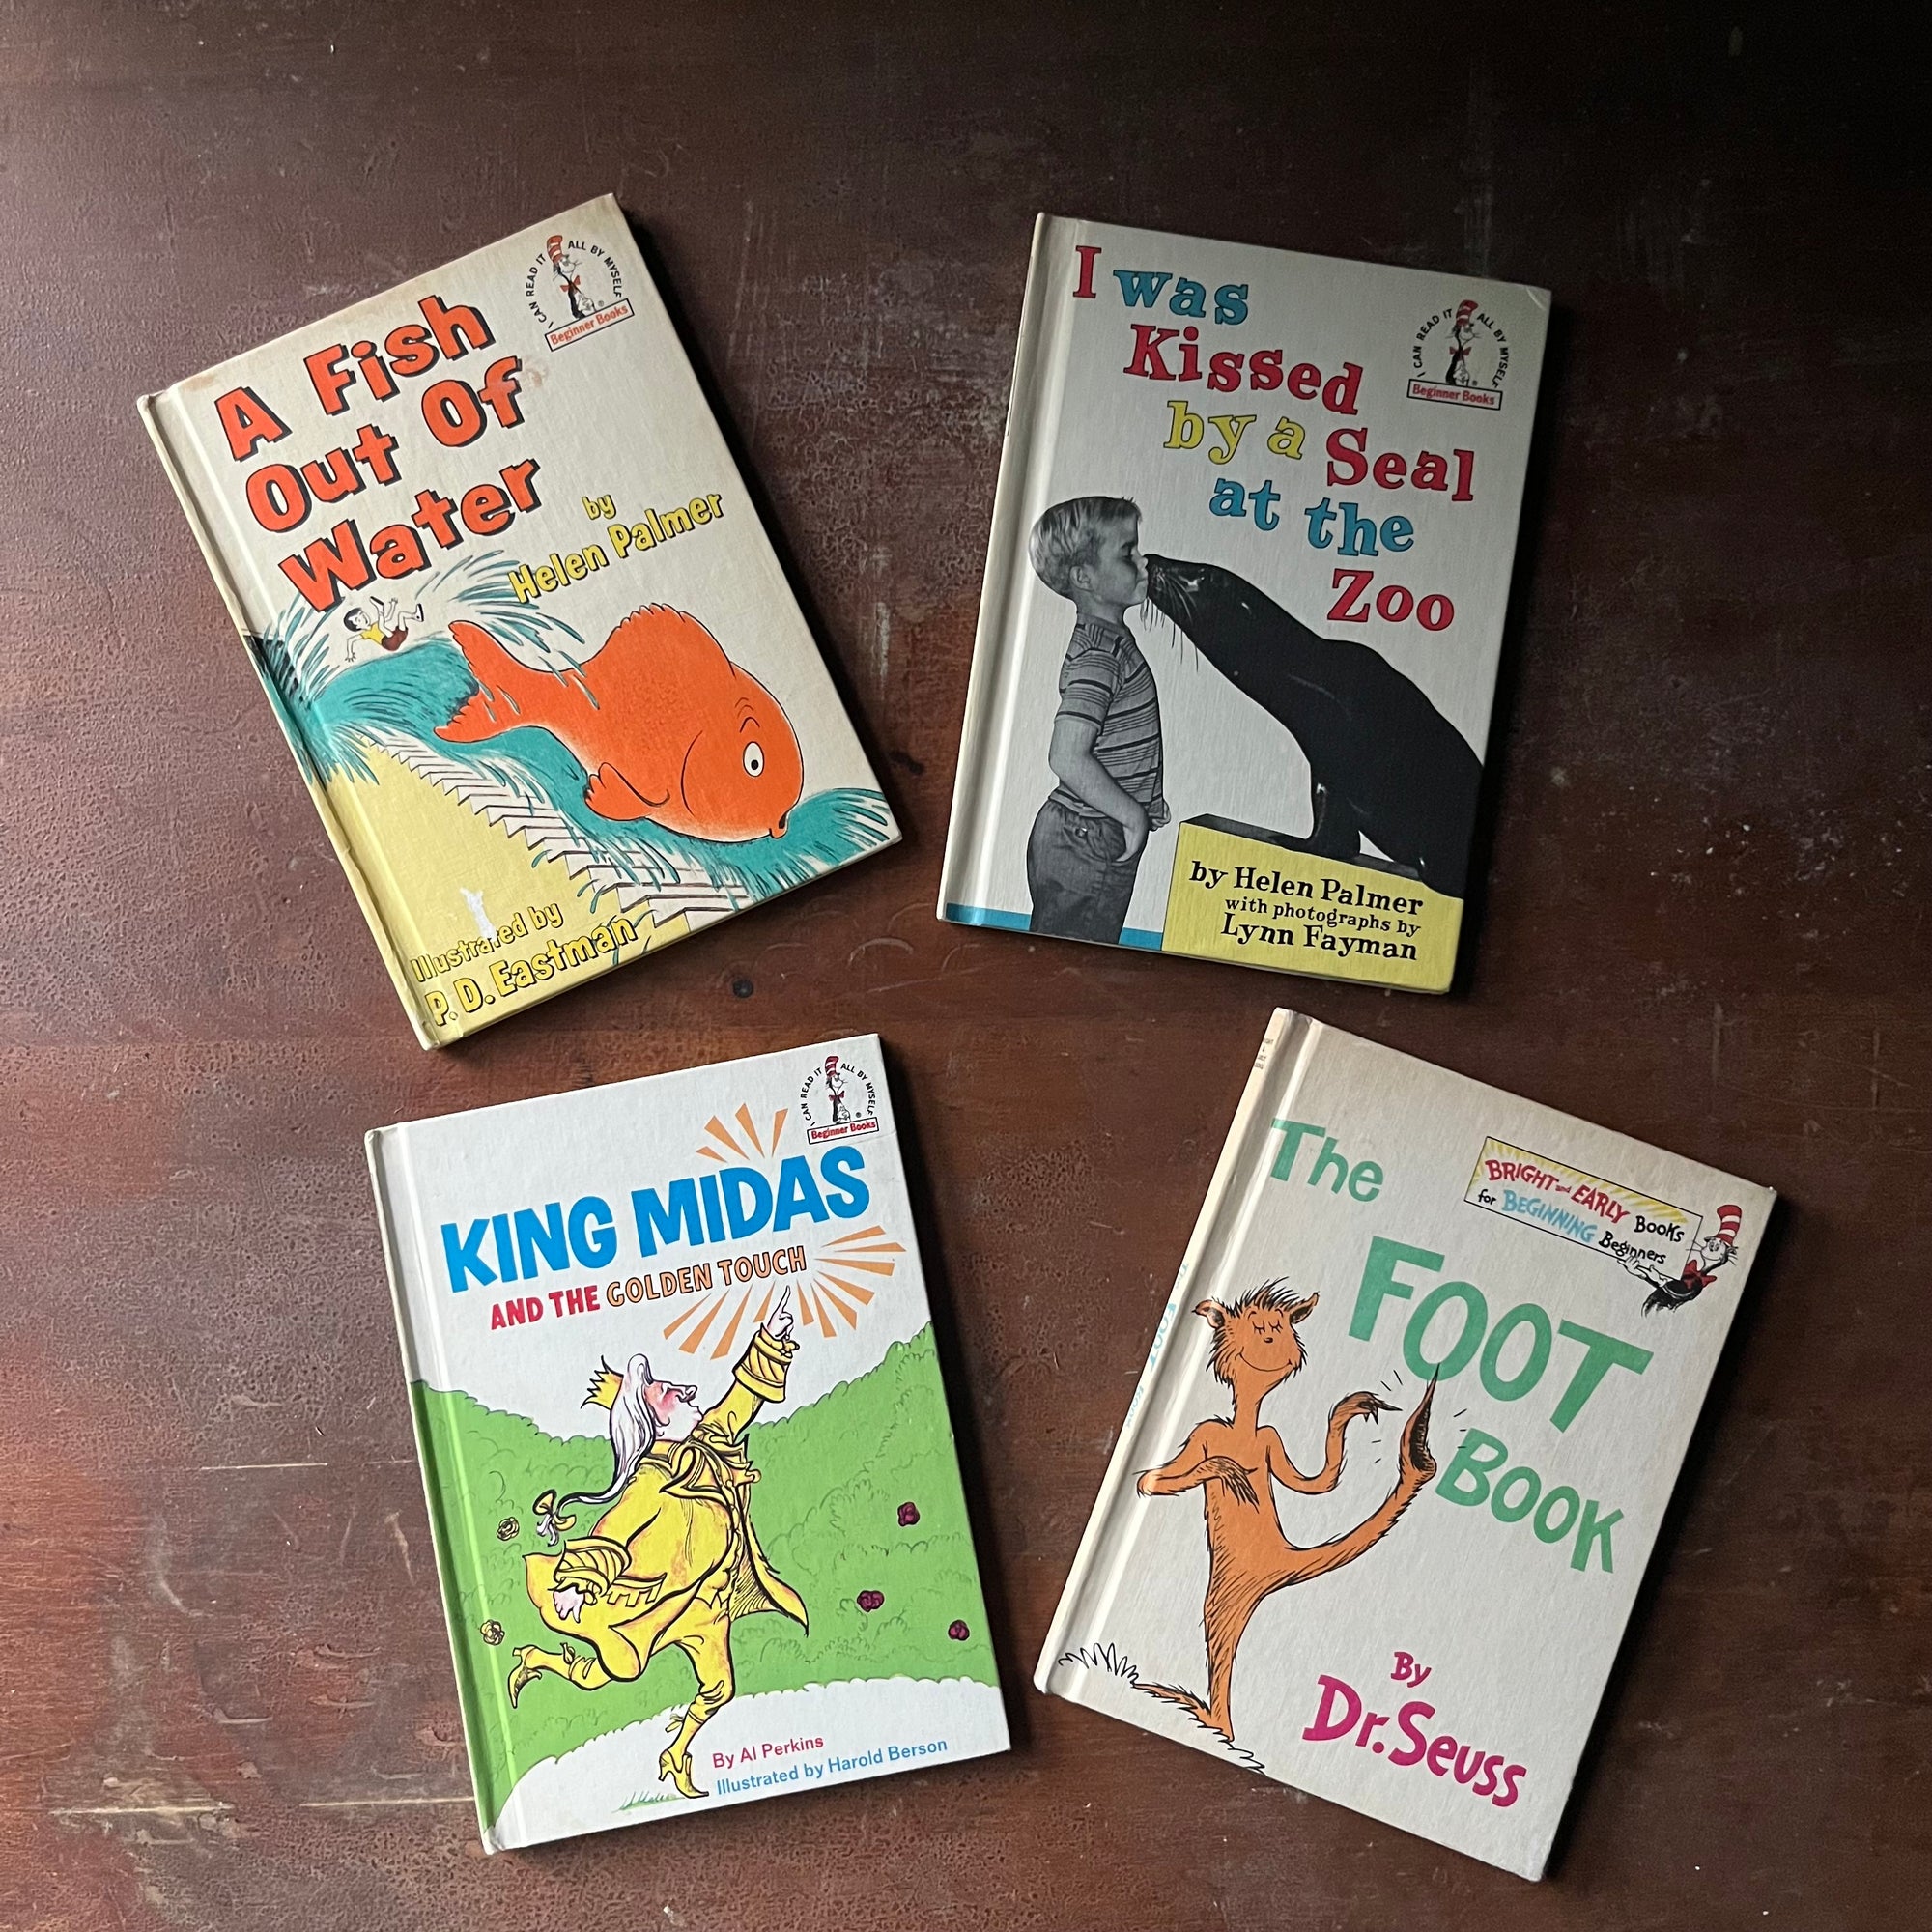 A Fish
Out Of
Water
by
Helen Palmer
I CAN READ IT ALL BY MYSELF
Beginner Books
Illustrated by
P. D. Eastman
I was
Kissed
by a Seal
at the
Zoo
I CAN READ IT ALL BY MYSELF
Beginner Books
by Helen Palmer
with photographs by
Lynn Fayman
I CAN READ IT ALL BY MYSELF
Beginner Books
KING MIDAS
AND THE GOLDEN TOUCH
By Al Perkins
Illustrated by Harold Berson
The
FOOT
BOOK
BRIGHT and EARLY BOOKS
for BEGINNING Beginners
By
Dr. Seuss